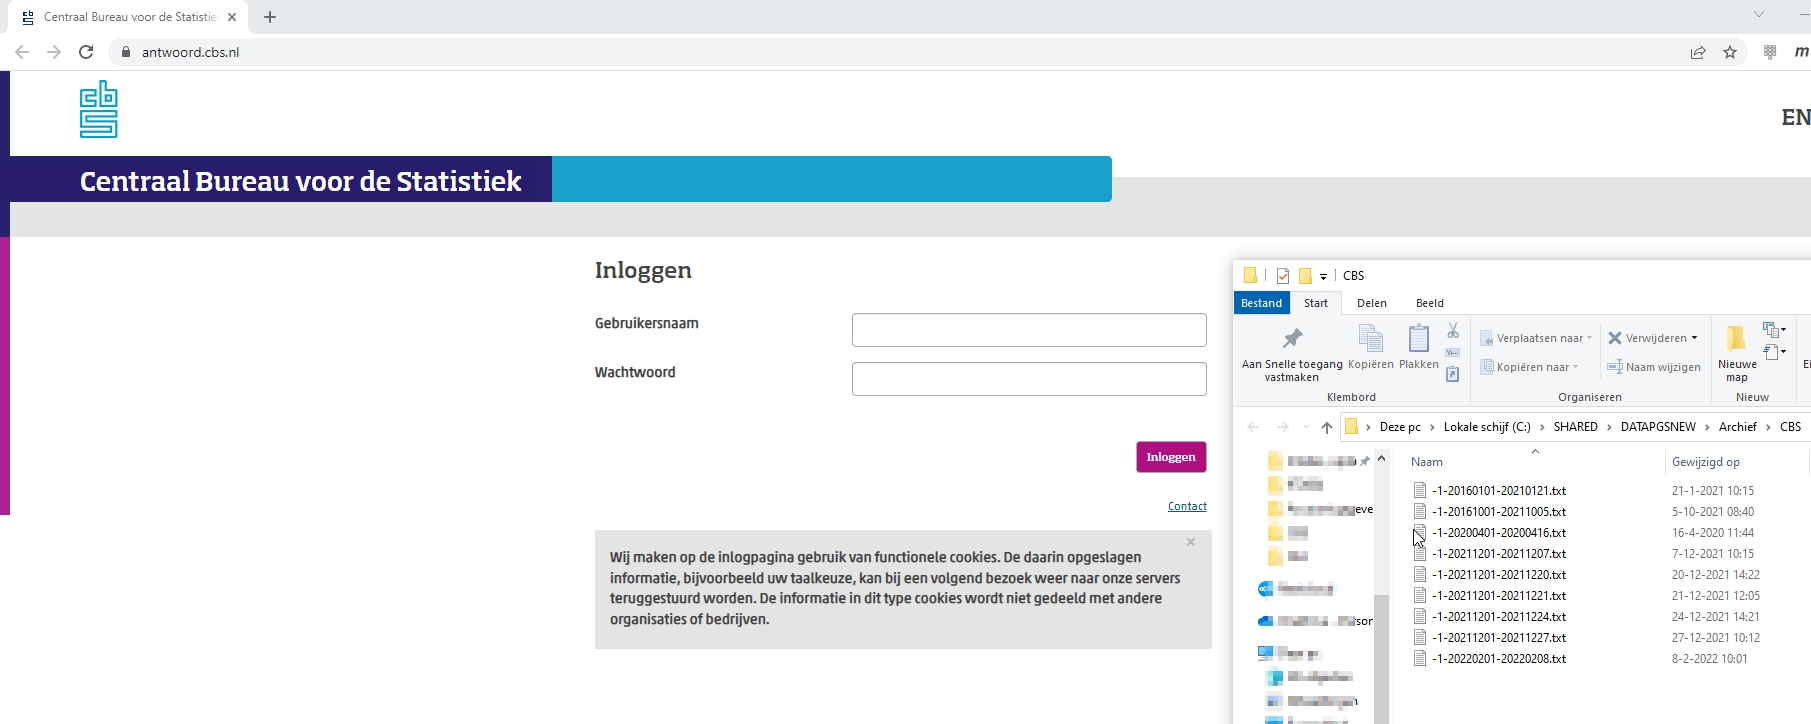 Centraal Bureau voor de Statistie
antwoord.cbs.nl
m
cbs
EN
Centraal Bureau voor de Statistiek
Inloggen
Gebruikersnaam
Wachtwoord
Inloggen
Contact
Wij maken op de inlogpagina gebruik van functionele cookies. De daarin opgeslagen
informatie, bijvoorbeeld uw taalkeuze, kan bij een volgend bezoek weer naar onze servers
teruggestuurd worden. De informatie in dit type cookies wordt niet gedeeld met andere
organisaties of bedrijven.
CBS
Bestand Start Delen Beeld
Aan Snelle toegang
vastmaken
Kopiëren
Plakken
Klembord
Verplaatsen naar
Kopiëren naar
Verwijderen
Naam wijzigen
Organiseren
Nieuwe
map
Nieuw
Deze pc › Lokale schijf (C:) › SHARED › DATAPGSNEW › Archief › CBS
Naam Gewijzigd op
-1-20160101-20210121.txt 21-1-2021 10:15
-1-20161001-20211005.txt 5-10-2021 08:40
-1-20200401-20200416.txt 16-4-2020 11:44
-1-20211201-20211207.txt 7-12-2021 10:15
-1-20211201-20211220.txt 20-12-2021 14:22
-1-20211201-20211221.txt 21-12-2021 12:05
-1-20211201-20211224.txt 24-12-2021 14:21
-1-20211201-20211227.txt 27-12-2021 10:12
-1-20220201-20220208.txt 8-2-2022 10:01